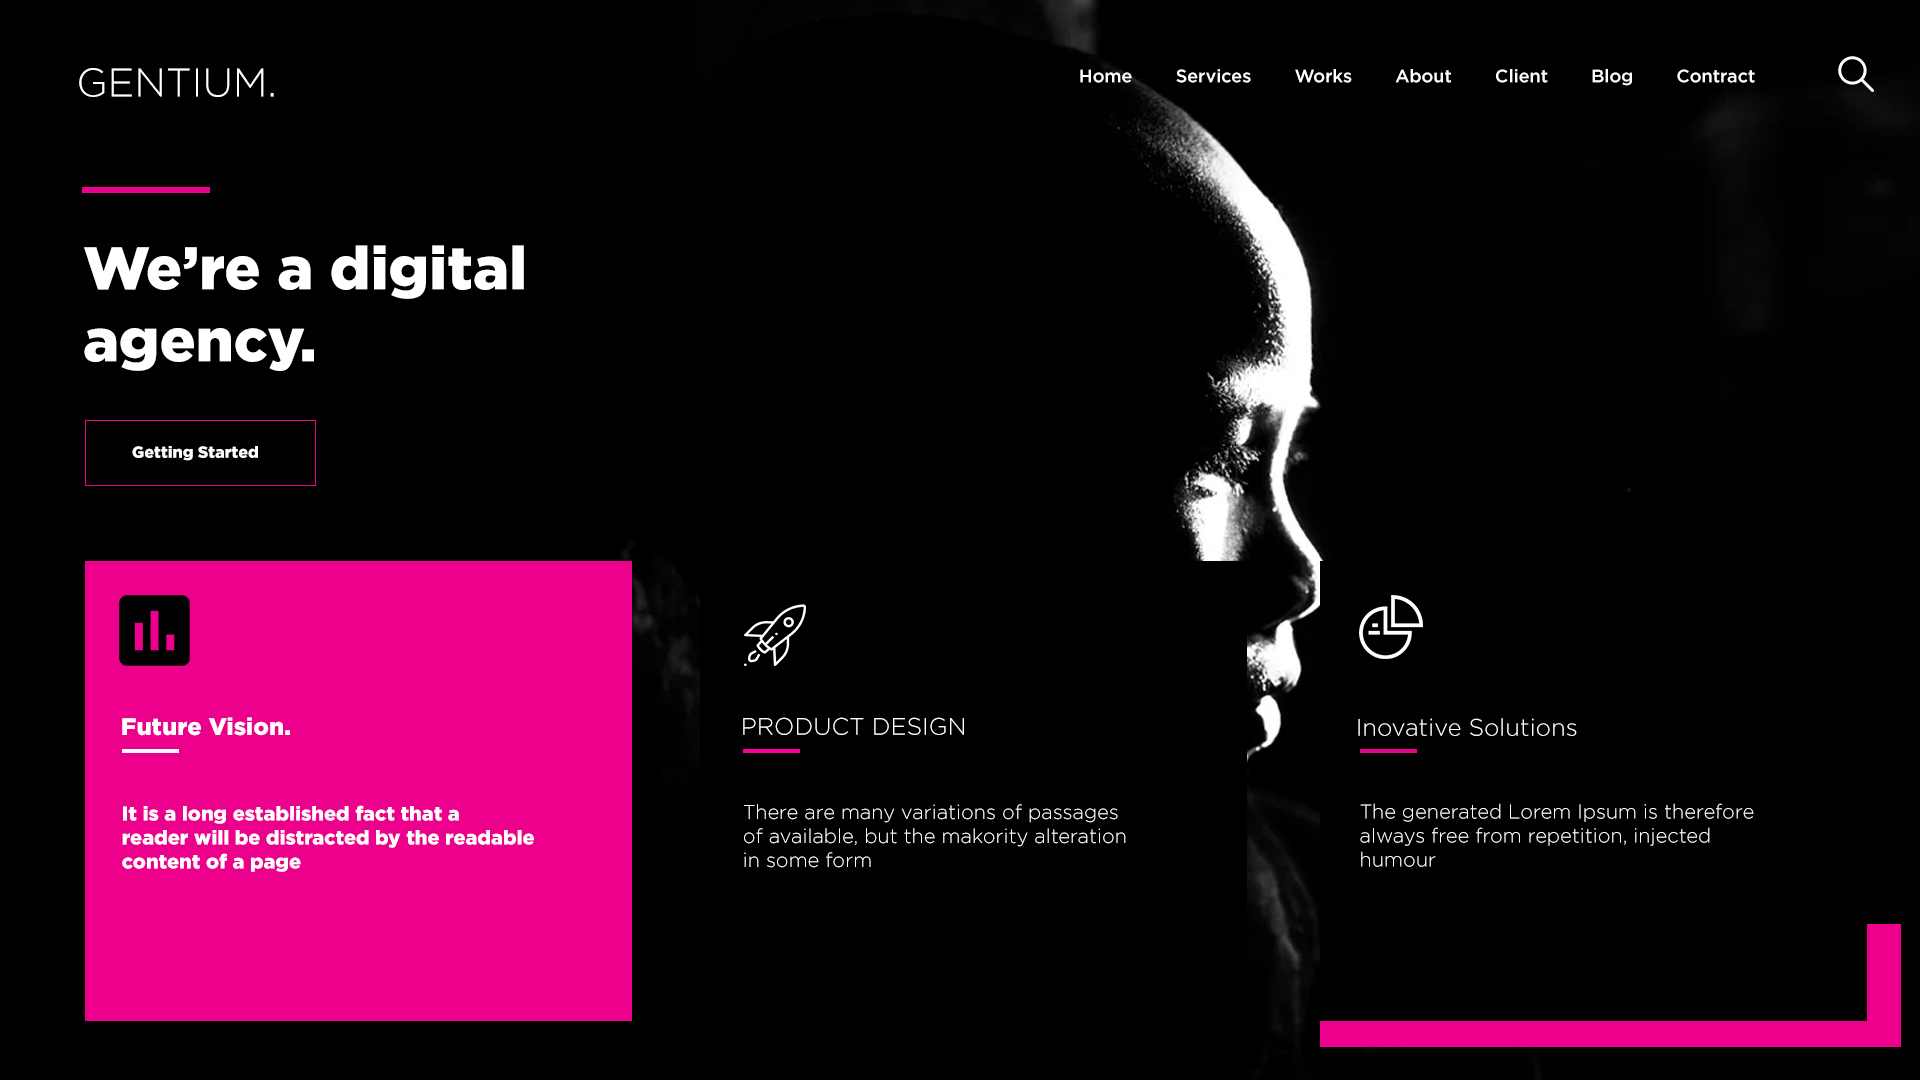 GENTIUM.
Home Services Works About Client Blog Contract
We’re a digital
agency.
Getting Started
Future Vision.
It is a long established fact that a
reader will be distracted by the readable
content of a page
PRODUCT DESIGN
There are many variations of passages
of available, but the makority alteration
in some form
Inovative Solutions
The generated Lorem Ipsum is therefore
always free from repetition, injected
humour